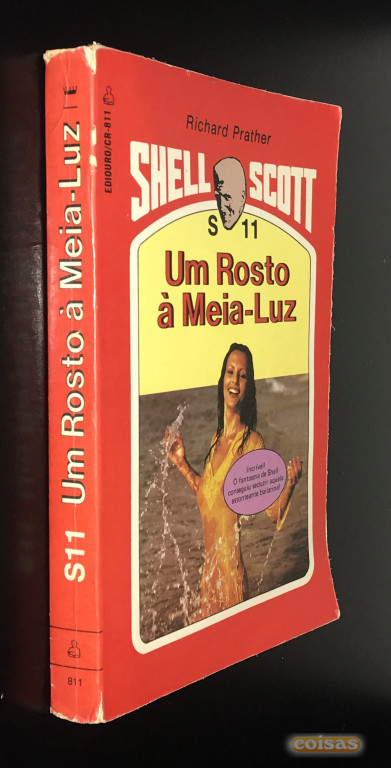 Richard Prather
SHELL SCOTT
S 11
Um Rosto
à Meia-Luz
Incrível!
O fantasma de Shell
conseguiu seduzir aquela
estonteante bailarina!
EDIOURO/CR-811
S11 Um Rosto à Meia-Luz
811
coisas